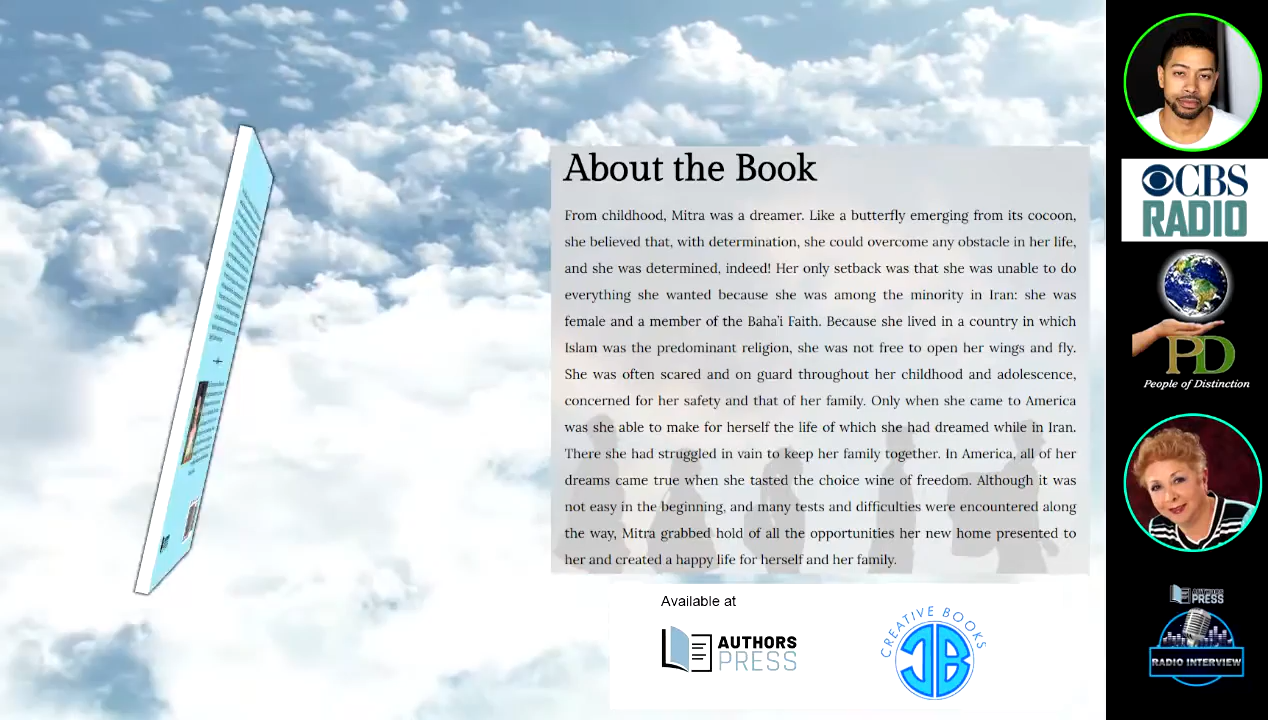 About the Book
From childhood, Mitra was a dreamer. Like a butterfly emerging from its cocoon,
she believed that, with determination, she could overcome any obstacle in her life,
and she was determined, indeed! Her only setback was that she was unable to do
everything she wanted because she was among the minority in Iran: she was
female and a member of the Baha'i Faith. Because she lived in a country in which
Islam was the predominant religion, she was not free to open her wings and fly.
She was often scared and on guard throughout her childhood and adolescence,
concerned for her safety and that of her family. Only when she came to America
was she able to make for herself the life of which she had dreamed while in Iran.
There she had struggled in vain to keep her family together. In America, all of her
dreams came true when she tasted the choice wine of freedom. Although it was
not easy in the beginning, and many tests and difficulties were encountered along
the way, Mitra grabbed hold of all the opportunities her new home presented to
her and created a happy life for herself and her family.
Available at
AUTHORS
PRESS
CREATIVE BOOKS
CB
CBS
RADIO
PD
People of Distinction
AUTHORS
PRESS
RADIO INTERVIEW